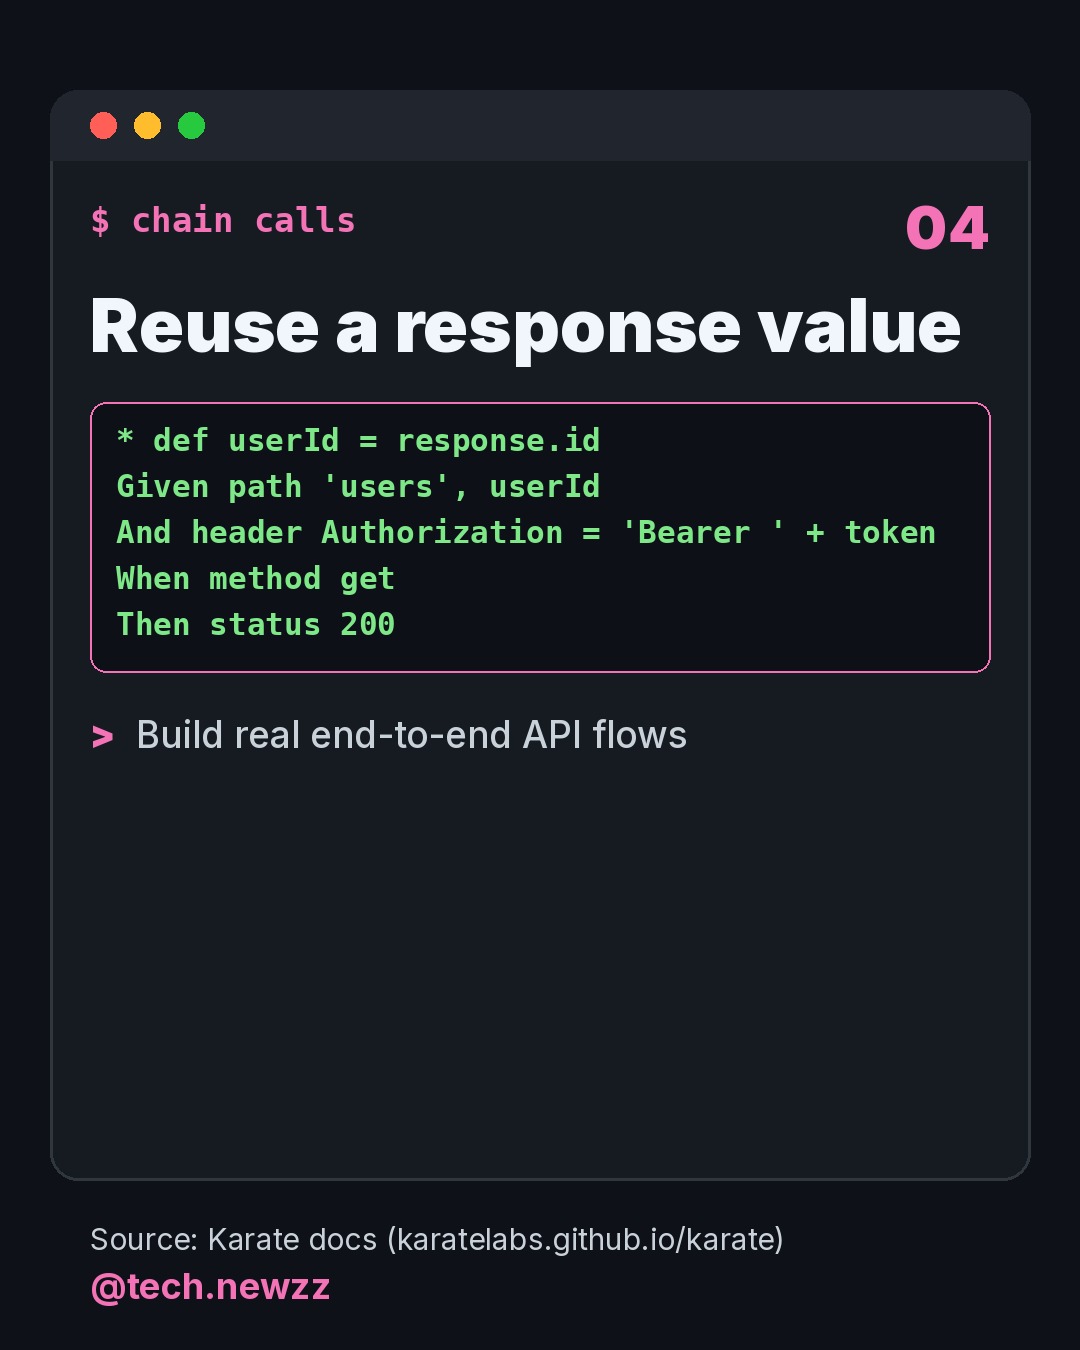 $ chain calls
04
Reuse a response value
* def userId = response.id
Given path 'users', userId
And header Authorization = 'Bearer ' + token
When method get
Then status 200
> Build real end-to-end API flows
Source: Karate docs (karatelabs.github.io/karate)
@tech.newzz